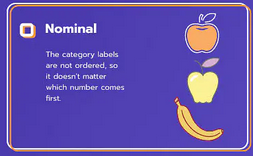 Nominal
The category labels
are not ordered, so
it doesn't matter
which number comes
first.